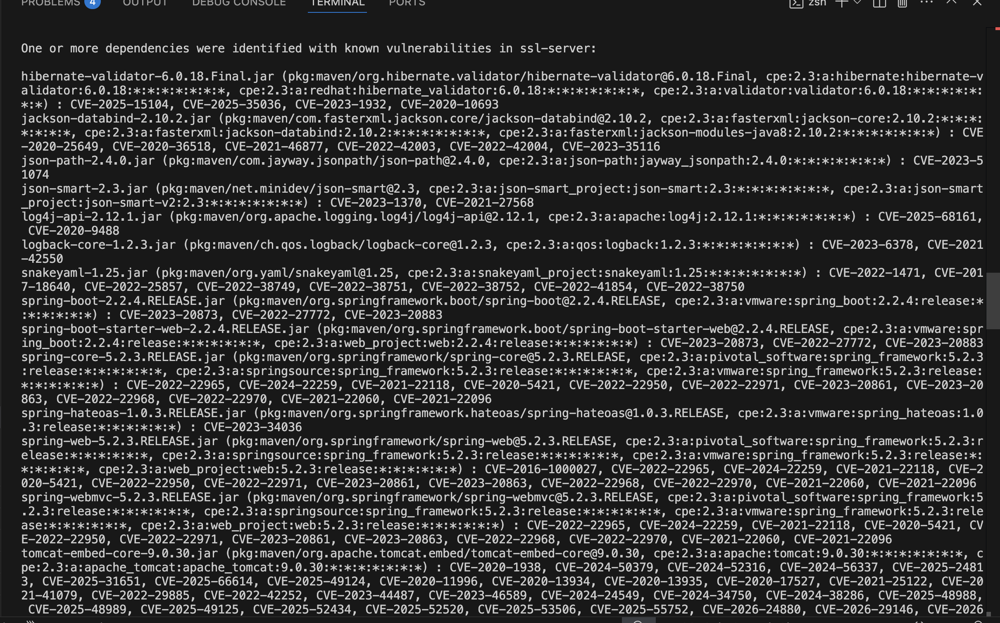 PROBLEMS 4 OUTPUT DEBUG CONSOLE TERMINAL PORTS zsh
One or more dependencies were identified with known vulnerabilities in ssl-server:
hibernate-validator-6.0.18.Final.jar (pkg:maven/org.hibernate.validator/hibernate-validator@6.0.18.Final, cpe:2.3:a:hibernate:hibernate-v
alidator:6.0.18:*:*:*:*:*:*:*, cpe:2.3:a:redhat:hibernate_validator:6.0.18:*:*:*:*:*:*:*, cpe:2.3:a:validator:validator:6.0.18:*:*:*:*:*:
*:*) : CVE-2025-15104, CVE-2025-35036, CVE-2023-1932, CVE-2020-10693
jackson-databind-2.10.2.jar (pkg:maven/com.fasterxml.jackson.core/jackson-databind@2.10.2, cpe:2.3:a:fasterxml:jackson-core:2.10.2:*:*:*:
*:*:*:*, cpe:2.3:a:fasterxml:jackson-databind:2.10.2:*:*:*:*:*:*:*, cpe:2.3:a:fasterxml:jackson-modules-java8:2.10.2:*:*:*:*:*:*:*) : CVE
-2020-25649, CVE-2020-36518, CVE-2021-46877, CVE-2022-42003, CVE-2022-42004, CVE-2023-35116
json-path-2.4.0.jar (pkg:maven/com.jayway.jsonpath/json-path@2.4.0, cpe:2.3:a:json-path:jayway_jsonpath:2.4.0:*:*:*:*:*:*:*) : CVE-2023-5
1074
json-smart-2.3.jar (pkg:maven/net.minidev/json-smart@2.3, cpe:2.3:a:json-smart_project:json-smart:2.3:*:*:*:*:*:*:*, cpe:2.3:a:json-smart
_project:json-smart-v2:2.3:*:*:*:*:*:*:*) : CVE-2023-1370, CVE-2021-27568
log4j-api-2.12.1.jar (pkg:maven/org.apache.logging.log4j/log4j-api@2.12.1, cpe:2.3:a:apache:log4j:2.12.1:*:*:*:*:*:*:*) : CVE-2025-68161,
 CVE-2020-9488
logback-core-1.2.3.jar (pkg:maven/ch.qos.logback/logback-core@1.2.3, cpe:2.3:a:qos:logback:1.2.3:*:*:*:*:*:*:*) : CVE-2023-6378, CVE-2021
-42550
snakeyaml-1.25.jar (pkg:maven/org.yaml/snakeyaml@1.25, cpe:2.3:a:snakeyaml_project:snakeyaml:1.25:*:*:*:*:*:*:*) : CVE-2022-1471, CVE-201
7-18640, CVE-2022-25857, CVE-2022-38749, CVE-2022-38751, CVE-2022-38752, CVE-2022-41854, CVE-2022-38750
spring-boot-2.2.4.RELEASE.jar (pkg:maven/org.springframework.boot/spring-boot@2.2.4.RELEASE, cpe:2.3:a:vmware:spring_boot:2.2.4:release:*
:*:*:*:*:*) : CVE-2023-20873, CVE-2022-27772, CVE-2023-20883
spring-boot-starter-web-2.2.4.RELEASE.jar (pkg:maven/org.springframework.boot/spring-boot-starter-web@2.2.4.RELEASE, cpe:2.3:a:vmware:spr
ing_boot:2.2.4:release:*:*:*:*:*:*, cpe:2.3:a:web_project:web:2.2.4:release:*:*:*:*:*:*) : CVE-2023-20873, CVE-2022-27772, CVE-2023-20883
spring-core-5.2.3.RELEASE.jar (pkg:maven/org.springframework/spring-core@5.2.3.RELEASE, cpe:2.3:a:pivotal_software:spring_framework:5.2.3
:release:*:*:*:*:*:*, cpe:2.3:a:springsource:spring_framework:5.2.3:release:*:*:*:*:*:*, cpe:2.3:a:vmware:spring_framework:5.2.3:release:
*:*:*:*:*:*) : CVE-2022-22965, CVE-2024-22259, CVE-2021-22118, CVE-2020-5421, CVE-2022-22950, CVE-2022-22971, CVE-2023-20861, CVE-2023-20
863, CVE-2022-22968, CVE-2022-22970, CVE-2021-22060, CVE-2021-22096
spring-hateoas-1.0.3.RELEASE.jar (pkg:maven/org.springframework.hateoas/spring-hateoas@1.0.3.RELEASE, cpe:2.3:a:vmware:spring_hateoas:1.0
.3:release:*:*:*:*:*:*) : CVE-2023-34036
spring-web-5.2.3.RELEASE.jar (pkg:maven/org.springframework/spring-web@5.2.3.RELEASE, cpe:2.3:a:pivotal_software:spring_framework:5.2.3:r
elease:*:*:*:*:*:*, cpe:2.3:a:springsource:spring_framework:5.2.3:release:*:*:*:*:*:*, cpe:2.3:a:vmware:spring_framework:5.2.3:release:*:
*:*:*:*:*, cpe:2.3:a:web_project:web:5.2.3:release:*:*:*:*:*:*) : CVE-2016-1000027, CVE-2022-22965, CVE-2024-22259, CVE-2021-22118, CVE-2
020-5421, CVE-2022-22950, CVE-2022-22971, CVE-2023-20861, CVE-2023-20863, CVE-2022-22968, CVE-2022-22970, CVE-2021-22060, CVE-2021-22096
spring-webmvc-5.2.3.RELEASE.jar (pkg:maven/org.springframework/spring-webmvc@5.2.3.RELEASE, cpe:2.3:a:pivotal_software:spring_framework:5
.2.3:release:*:*:*:*:*:*, cpe:2.3:a:springsource:spring_framework:5.2.3:release:*:*:*:*:*:*, cpe:2.3:a:vmware:spring_framework:5.2.3:rele
ase:*:*:*:*:*:*, cpe:2.3:a:web_project:web:5.2.3:release:*:*:*:*:*:*) : CVE-2022-22965, CVE-2024-22259, CVE-2021-22118, CVE-2020-5421, CV
E-2022-22950, CVE-2022-22971, CVE-2023-20861, CVE-2023-20863, CVE-2022-22968, CVE-2022-22970, CVE-2021-22060, CVE-2021-22096
tomcat-embed-core-9.0.30.jar (pkg:maven/org.apache.tomcat.embed/tomcat-embed-core@9.0.30, cpe:2.3:a:apache:tomcat:9.0.30:*:*:*:*:*:*:*, c
pe:2.3:a:apache_tomcat:apache_tomcat:9.0.30:*:*:*:*:*:*:*) : CVE-2020-1938, CVE-2024-50379, CVE-2024-52316, CVE-2024-56337, CVE-2025-2481
3, CVE-2025-31651, CVE-2025-66614, CVE-2025-49124, CVE-2020-11996, CVE-2020-13934, CVE-2020-13935, CVE-2020-17527, CVE-2021-25122, CVE-20
21-41079, CVE-2022-29885, CVE-2022-42252, CVE-2023-44487, CVE-2023-46589, CVE-2024-24549, CVE-2024-34750, CVE-2024-38286, CVE-2025-48988,
 CVE-2025-48989, CVE-2025-49125, CVE-2025-52434, CVE-2025-52520, CVE-2025-53506, CVE-2025-55752, CVE-2026-24880, CVE-2026-29146, CVE-2026